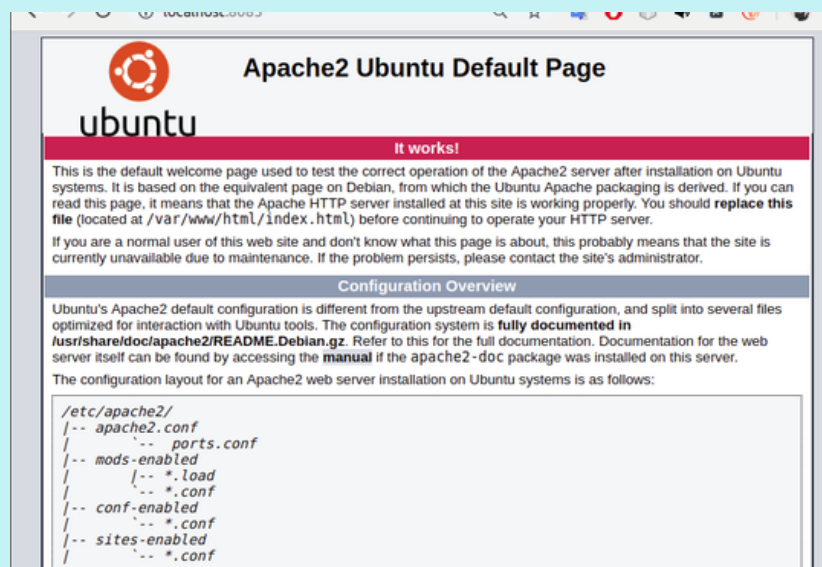 localhost:8085
Apache2 Ubuntu Default Page
ubuntu
It works!
This is the default welcome page used to test the correct operation of the Apache2 server after installation on Ubuntu
systems. It is based on the equivalent page on Debian, from which the Ubuntu Apache packaging is derived. If you can
read this page, it means that the Apache HTTP server installed at this site is working properly. You should replace this
file (located at /var/www/html/index.html) before continuing to operate your HTTP server.
If you are a normal user of this web site and don't know what this page is about, this probably means that the site is
currently unavailable due to maintenance. If the problem persists, please contact the site's administrator.
Configuration Overview
Ubuntu's Apache2 default configuration is different from the upstream default configuration, and split into several files
optimized for interaction with Ubuntu tools. The configuration system is fully documented in
/usr/share/doc/apache2/README.Debian.gz. Refer to this for the full documentation. Documentation for the web
server itself can be found by accessing the manual if the apache2-doc package was installed on this server.
The configuration layout for an Apache2 web server installation on Ubuntu systems is as follows:
/etc/apache2/
|-- apache2.conf
|       `--  ports.conf
|-- mods-enabled
|       |-- *.load
|       `-- *.conf
|-- conf-enabled
|       `-- *.conf
|-- sites-enabled
|       `-- *.conf